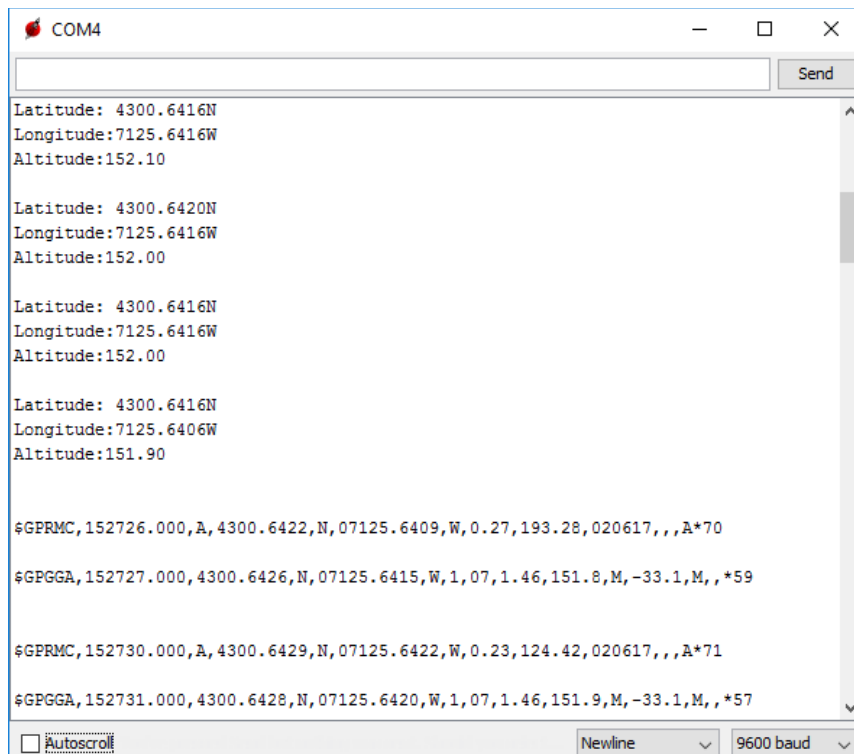 COM4
Send
Latitude: 4300.6416N
Longitude:7125.6416W
Altitude:152.10
Latitude: 4300.6420N
Longitude:7125.6416W
Altitude:152.00
Latitude: 4300.6416N
Longitude:7125.6416W
Altitude:152.00
Latitude: 4300.6416N
Longitude:7125.6406W
Altitude:151.90
$GPRMC,152726.000,A,4300.6422,N,07125.6409,W,0.27,193.28,020617,,,A*70
$GPGGA,152727.000,4300.6426,N,07125.6415,W,1,07,1.46,151.8,M,-33.1,M,,*59
$GPRMC,152730.000,A,4300.6429,N,07125.6422,W,0.23,124.42,020617,,,A*71
$GPGGA,152731.000,4300.6428,N,07125.6420,W,1,07,1.46,151.9,M,-33.1,M,,*57
Autoscroll Newline 9600 baud